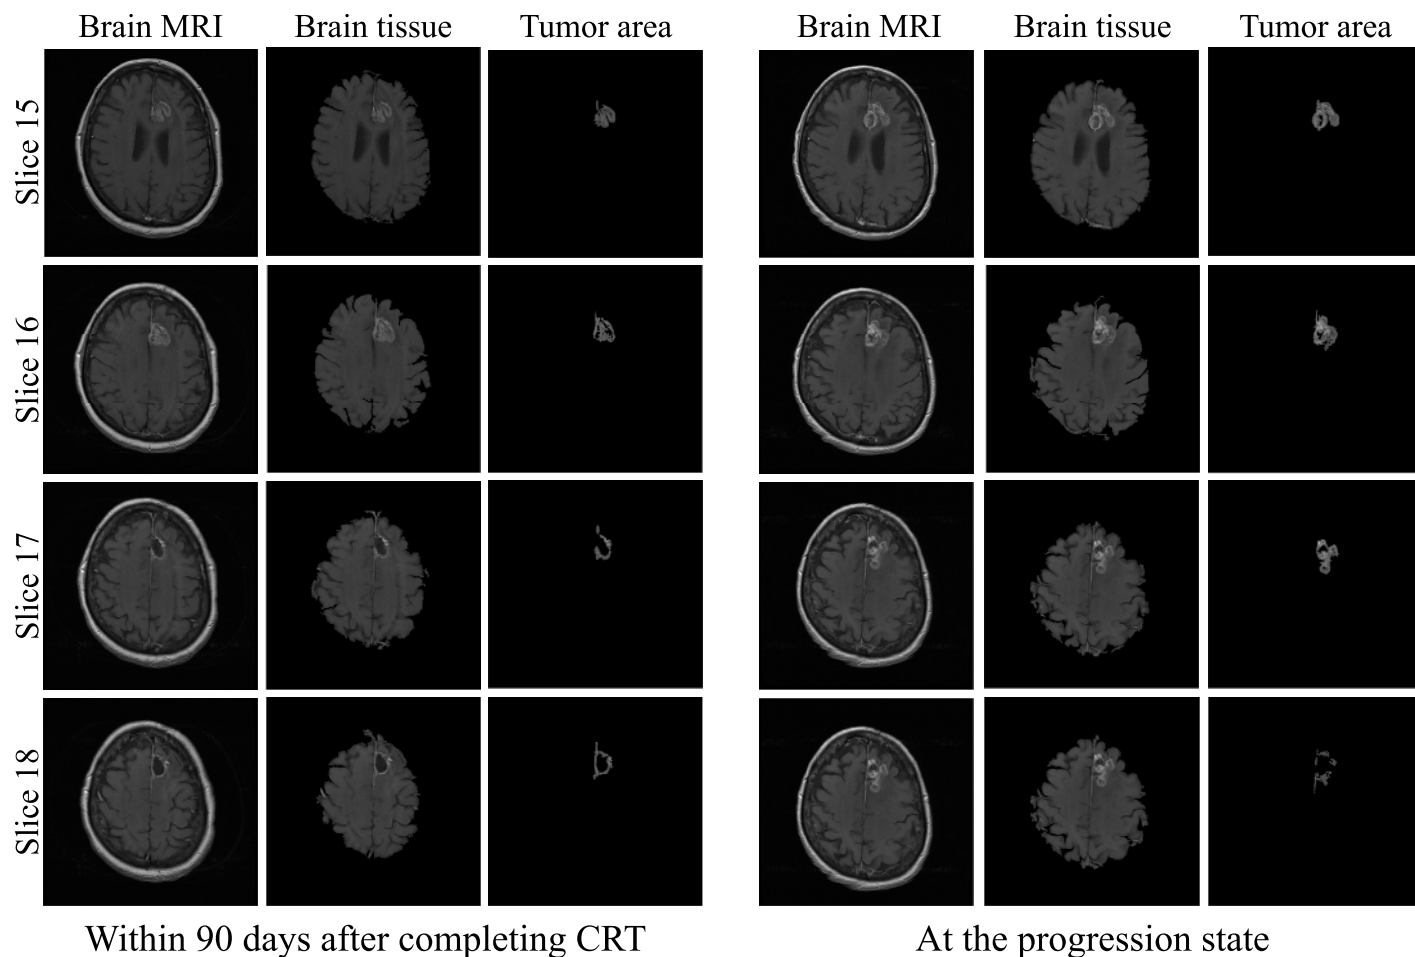 Brain MRI Brain tissue Tumor area Brain MRI Brain tissue Tumor area
Slice 15
Slice 16
Slice 17
Slice 18
Within 90 days after completing CRT
At the progression state